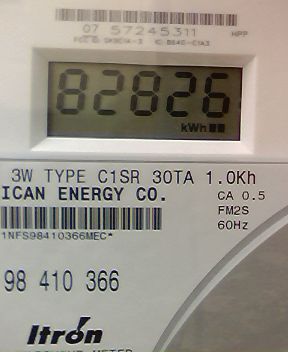 07 57245311 HPP
82826
kWh
3W TYPE C1SR 30TA 1.0Kh
ICAN ENERGY CO.
CA 0.5
FM2S
60Hz
1NFS98410366MEC*
98 410 366
Itron